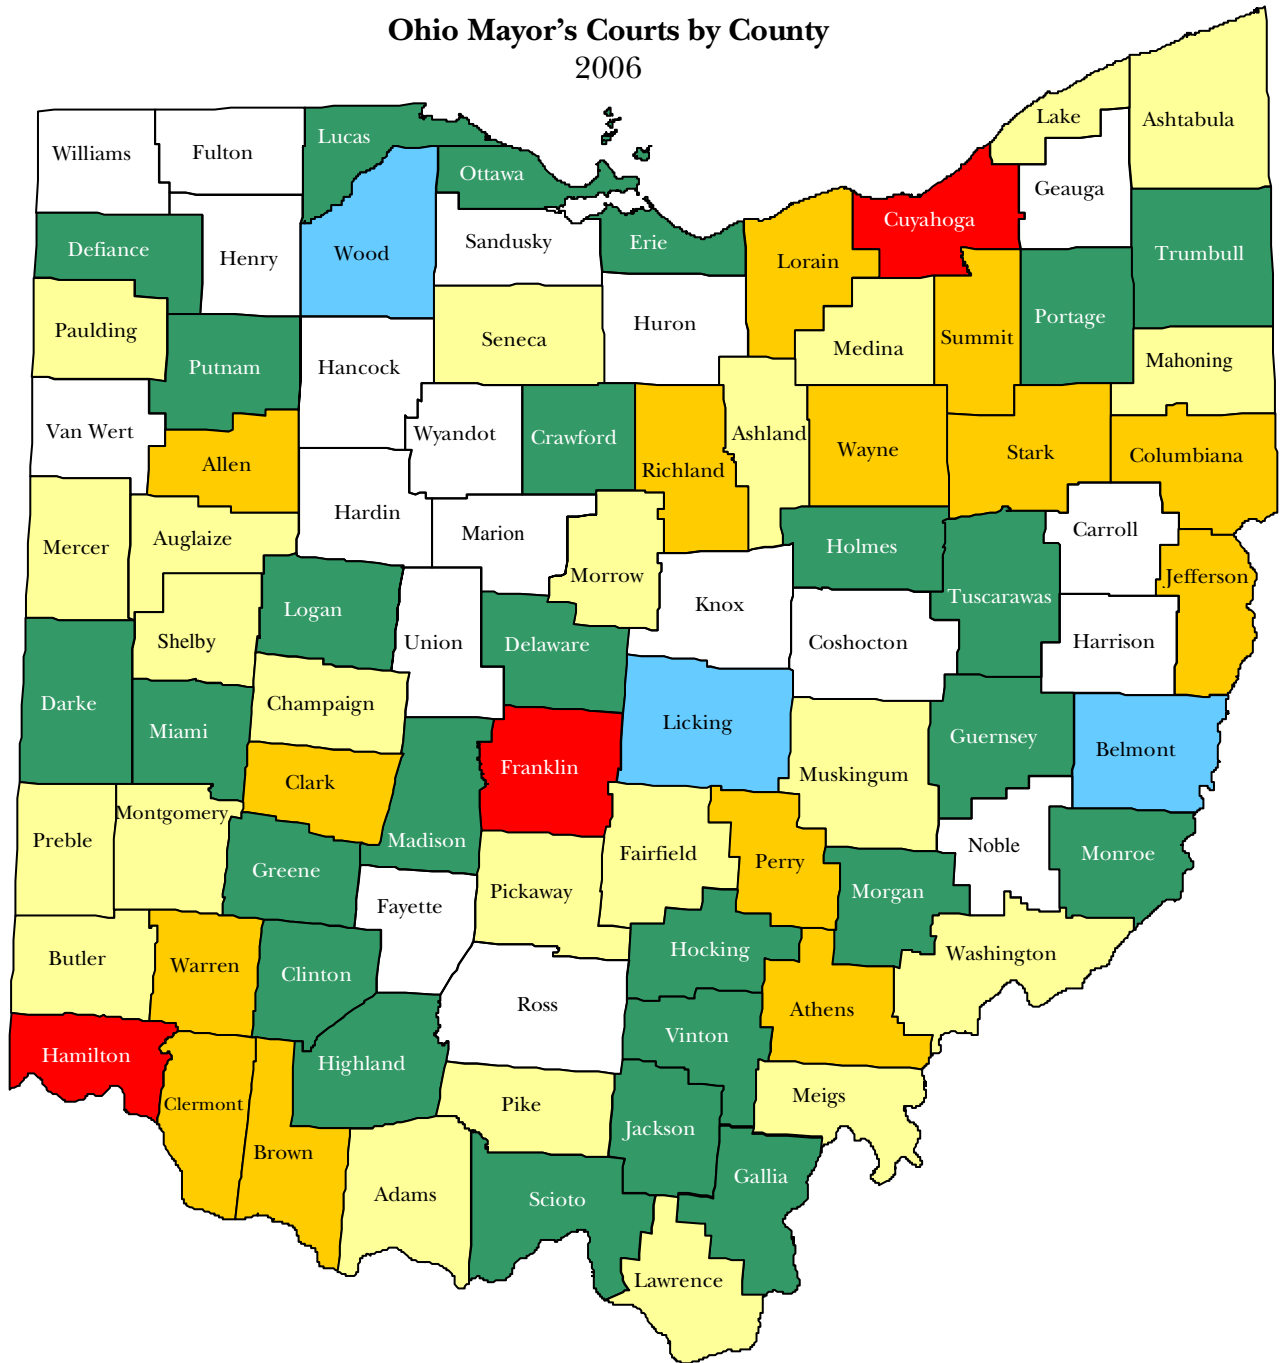 Ohio Mayor's Courts by County
2006
Lake
Ashtabula
Lucas
Williams
Fulton
Ottawa
Geauga
Cuyahoga
Defiance
Henry
Wood
Sandusky
Erie
Lorain
Trumbull
Paulding
Putnam
Hancock
Seneca
Huron
Medina
Summit
Portage
Mahoning
Van Wert
Allen
Wyandot
Crawford
Richland
Ashland
Wayne
Stark
Columbiana
Mercer
Auglaize
Hardin
Marion
Morrow
Holmes
Carroll
Jefferson
Logan
Union
Delaware
Knox
Coshocton
Tuscarawas
Harrison
Shelby
Darke
Miami
Champaign
Franklin
Licking
Muskingum
Guernsey
Belmont
Clark
Preble
Montgomery
Greene
Madison
Pickaway
Fairfield
Perry
Morgan
Noble
Monroe
Fayette
Butler
Warren
Clinton
Ross
Hocking
Athens
Washington
Hamilton
Highland
Vinton
Clermont
Brown
Pike
Jackson
Meigs
Adams
Scioto
Gallia
Lawrence